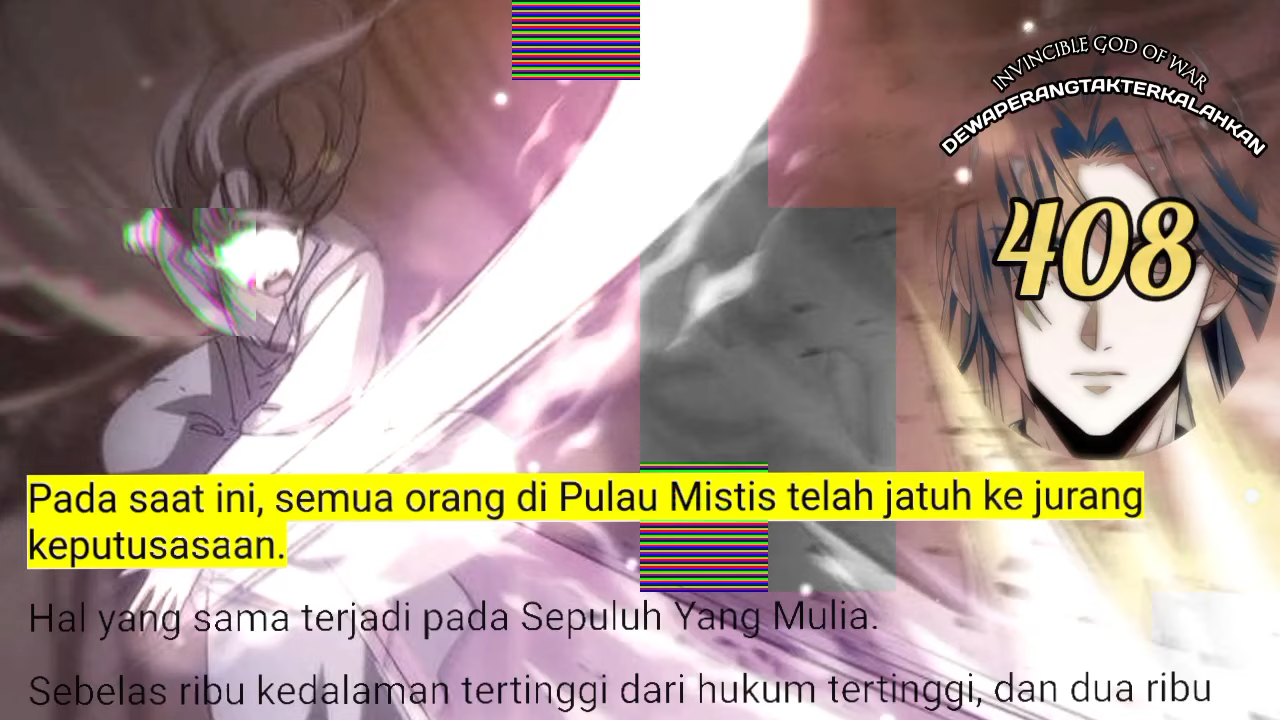 INVINCIBLE GOD OF WAR
DEWAPERANGTAKTERKALAHKAN
408
Pada saat ini, semua orang di Pulau Mistis telah jatuh ke jurang
keputusasaan.
Hal yang sama terjadi pada Sepuluh Yang Mulia.
Sebelas ribu kedalaman tertinggi dari hukum tertinggi, dan dua ribu